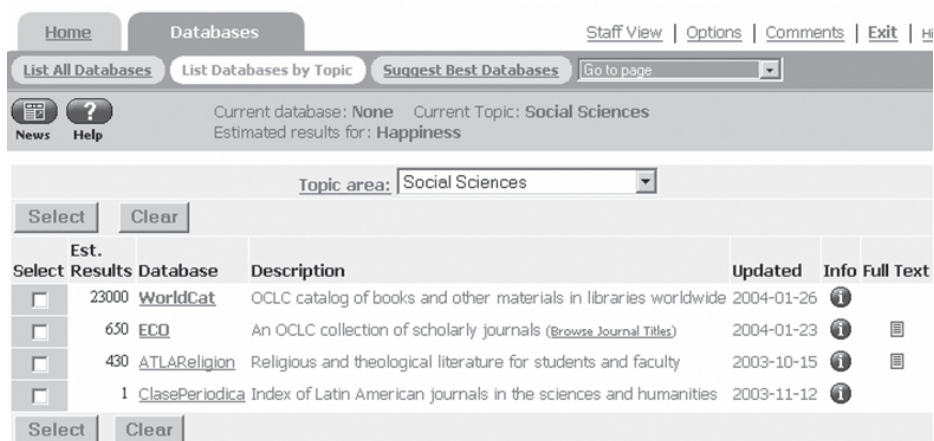 Home Databases Staff View | Options | Comments | Exit |
List All Databases List Databases by Topic Suggest Best Databases Go to page
News Help
Current database: None Current Topic: Social Sciences
Estimated results for: Happiness
Topic area: Social Sciences
Select Clear
Select Est. Results Database Description Updated Info Full Text
23000 WorldCat OCLC catalog of books and other materials in libraries worldwide 2004-01-26
650 ECO An OCLC collection of scholarly journals (Browse Journal Titles) 2004-01-23
430 ATLAReligion Religious and theological literature for students and faculty 2003-10-15
1 ClasePeriodica Index of Latin American journals in the sciences and humanities 2003-11-12
Select Clear